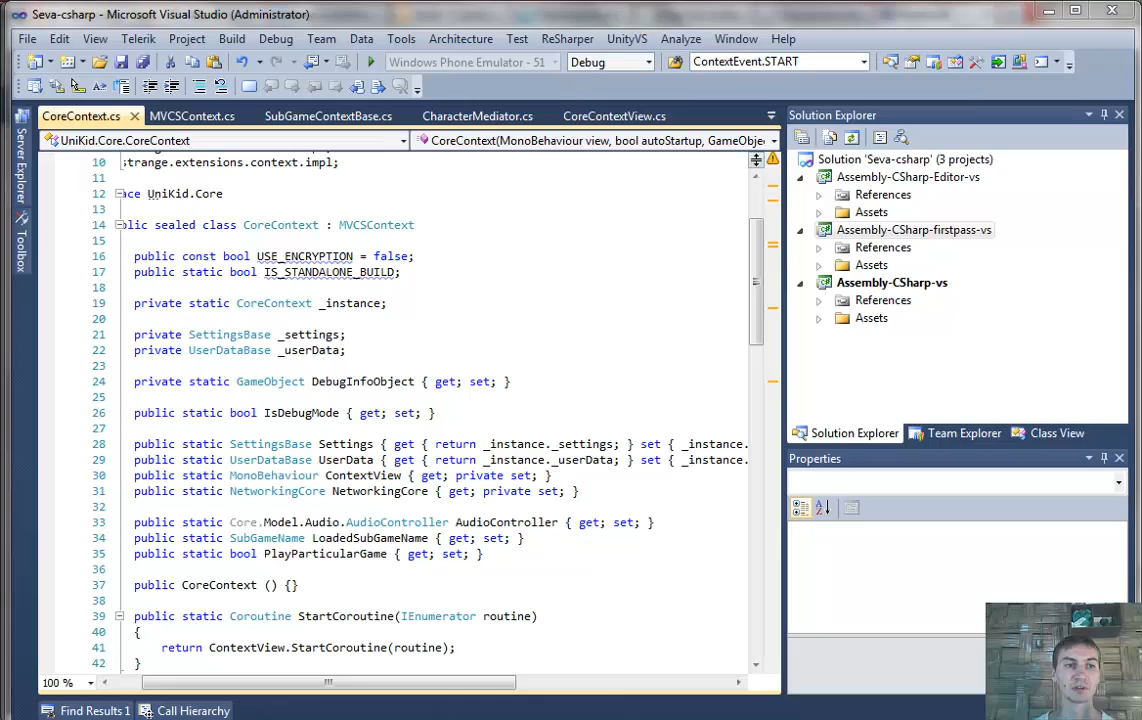 Seva-csharp - Microsoft Visual Studio (Administrator)
File Edit View Telerik Project Build Debug Team Data Tools Architecture Test ReSharper UnityVS Analyze Window Help
Windows Phone Emulator - 51 Debug ContextEvent.START
CoreContext.cs MVCSContext.cs SubGameContextBase.cs CharacterMediator.cs CoreContextView.cs
UniKid.Core.CoreContext CoreContext(MonoBehaviour view, bool autoStartup, GameObje
Server Explorer
Toolbox
10 ;trange.extensions.context.impl;
11
12 ace UniKid.Core
13
14 blic sealed class CoreContext : MVCSContext
15
16 public const bool USE_ENCRYPTION = false;
17 public static bool IS_STANDALONE_BUILD;
18
19 private static CoreContext _instance;
20
21 private SettingsBase _settings;
22 private UserDataBase _userData;
23
24 private static GameObject DebugInfoObject { get; set; }
25
26 public static bool IsDebugMode { get; set; }
27
28 public static SettingsBase Settings { get { return _instance._settings; } set { _instance.
29 public static UserDataBase UserData { get { return _instance._userData; } set { _instance.
30 public static MonoBehaviour ContextView { get; private set; }
31 public static NetworkingCore NetworkingCore { get; private set; }
32
33 public static Core.Model.Audio.AudioController AudioController { get; set; }
34 public static SubGameName LoadedSubGameName { get; set; }
35 public static bool PlayParticularGame { get; set; }
36
37 public CoreContext () {}
38
39 public static Coroutine StartCoroutine(IEnumerator routine)
40 {
41 return ContextView.StartCoroutine(routine);
42 }
100 %
Find Results 1 Call Hierarchy
Solution Explorer
Solution 'Seva-csharp' (3 projects)
Assembly-CSharp-Editor-vs
References
Assets
Assembly-CSharp-firstpass-vs
References
Assets
Assembly-CSharp-vs
References
Assets
Solution Explorer Team Explorer Class View
Properties